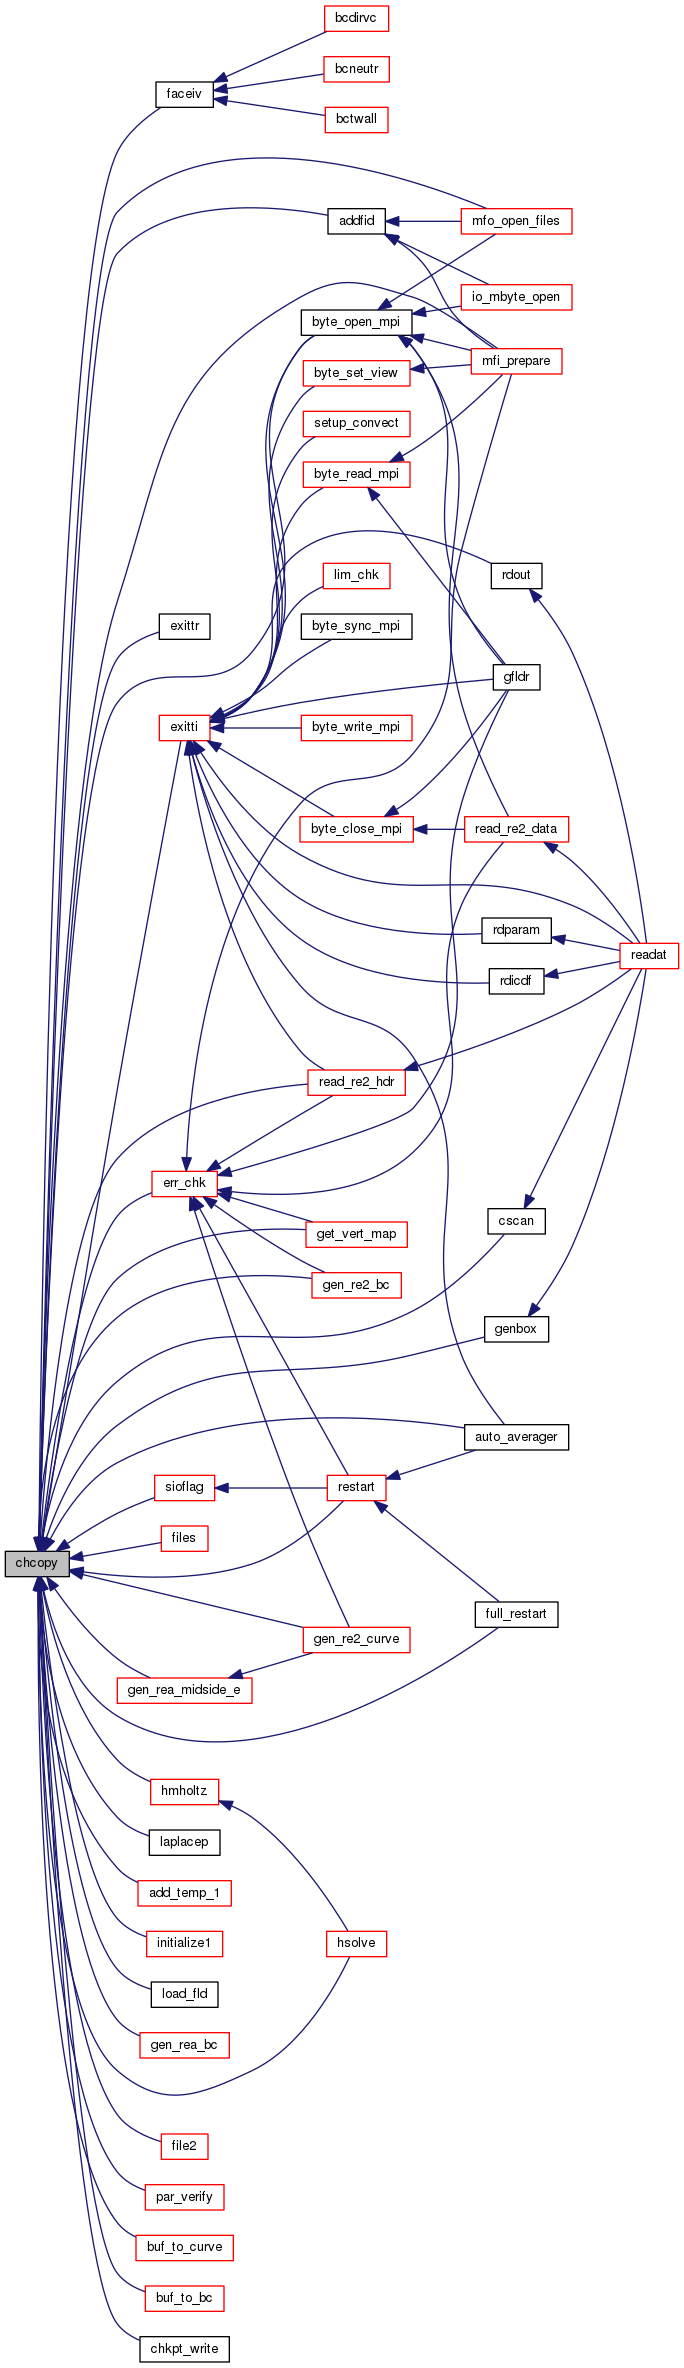 bcdirvc
bcneutr
faceiv
bctwall
addfid
mfo_open_files
io_mbyte_open
byte_open_mpi
mfi_prepare
byte_set_view
setup_convect
byte_read_mpi
lim_chk
rdout
exittr
byte_sync_mpi
gfldr
exitti
byte_write_mpi
byte_close_mpi
read_re2_data
rdparam
readat
rdicdf
read_re2_hdr
err_chk
cscan
get_vert_map
gen_re2_bc
genbox
auto_averager
sioflag
restart
files
chcopy
full_restart
gen_re2_curve
gen_rea_midside_e
hmholtz
laplacep
add_temp_1
initialize1
hsolve
load_fld
gen_rea_bc
file2
par_verify
buf_to_curve
buf_to_bc
chkpt_write